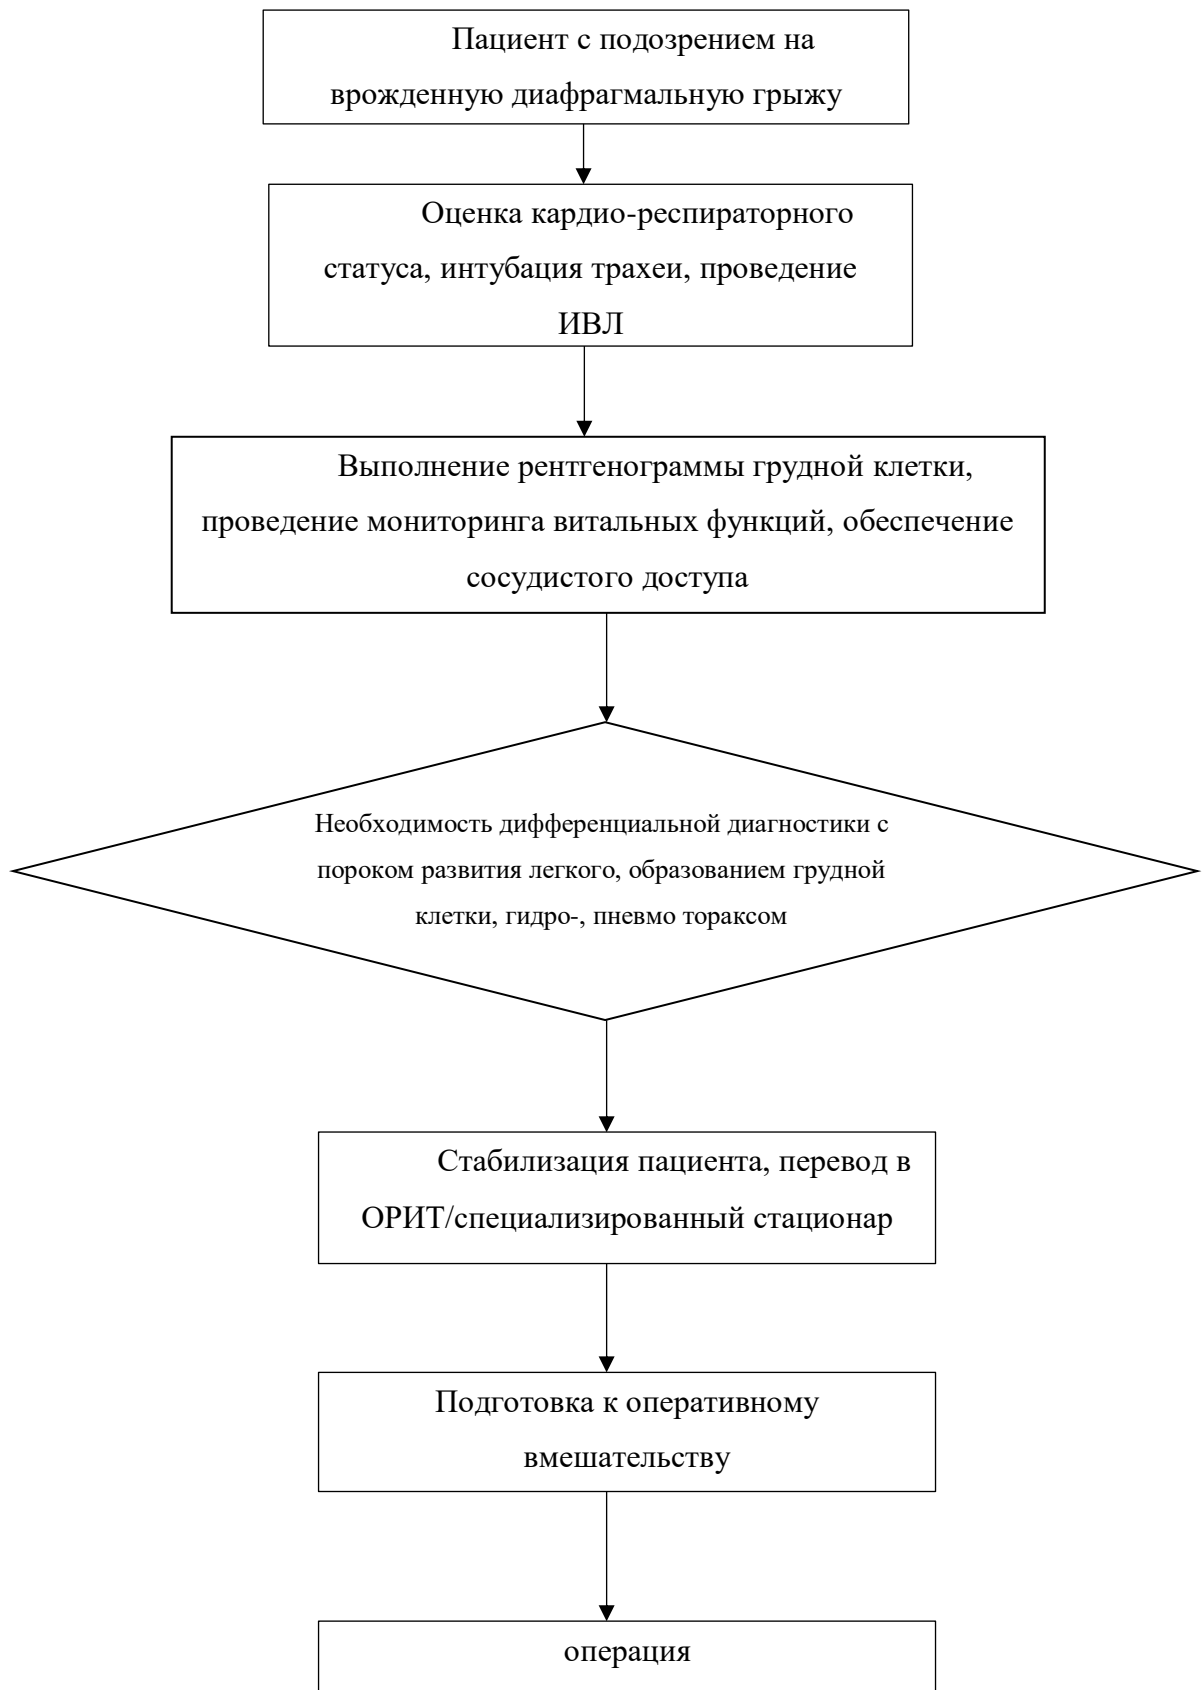 Пациент с подозрением на
врожденную диафрагмальную грыжу
Оценка кардио-респираторного
статуса, интубация трахеи, проведение
ИВЛ
Выполнение рентгенограммы грудной клетки,
проведение мониторинга витальных функций, обеспечение
сосудистого доступа
Необходимость дифференциальной диагностики с
пороком развития легкого, образованием грудной
клетки, гидро-, пневмо тораксом
Стабилизация пациента, перевод в
ОРИТ/специализированный стационар
Подготовка к оперативному
вмешательству
операция